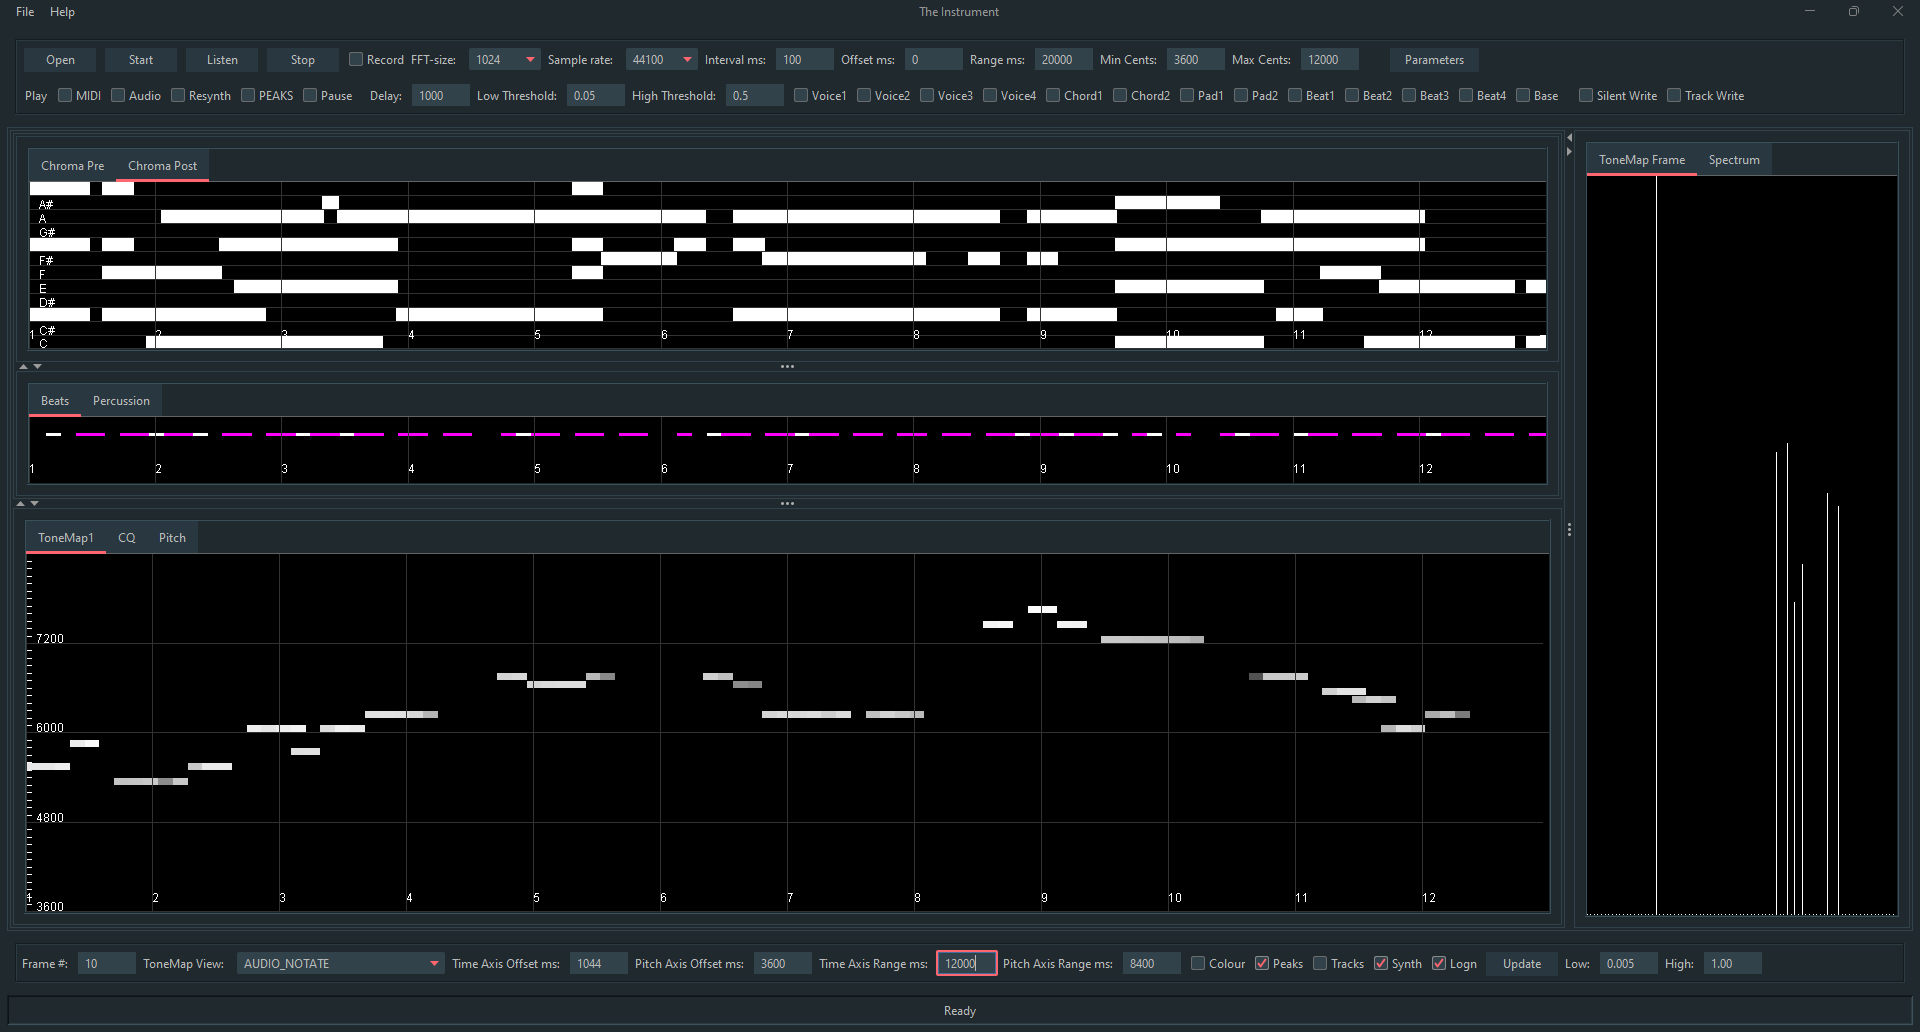 File Help The Instrument
Open Start Listen Stop Record FFT-size: 1024 Sample rate: 44100 Interval ms: 100 Offset ms: 0 Range ms: 20000 Min Cents: 3600 Max Cents: 12000 Parameters
Play MIDI Audio Resynth PEAKS Pause Delay: 1000 Low Threshold: 0.05 High Threshold: 0.5 Voice1 Voice2 Voice3 Voice4 Chord1 Chord2 Pad1 Pad2 Beat1 Beat2 Beat3 Beat4 Base Silent Write Track Write
Chroma Pre Chroma Post
A#
A
G#
F#
F
E
D#
C#
1 2 3 4 5 6 7 8 9 10 11 12
C
Beats Percussion
1 2 3 4 5 6 7 8 9 10 11 12
ToneMap1 CQ Pitch
7200
6000
4800
1 2 3 4 5 6 7 8 9 10 11 12
3600
ToneMap Frame Spectrum
Frame #: 10 ToneMap View: AUDIO_NOTATE Time Axis Offset ms: 1044 Pitch Axis Offset ms: 3600 Time Axis Range ms: 12000 Pitch Axis Range ms: 8400 Colour Peaks Tracks Synth Logn Update Low: 0.005 High: 1.00
Ready